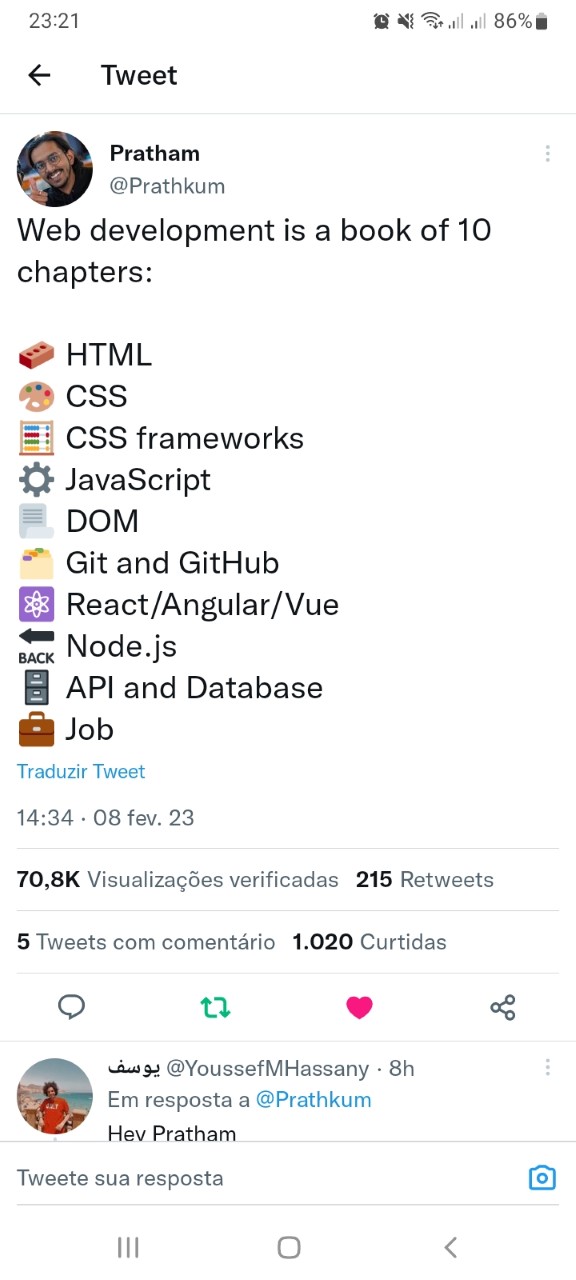 23:21 86%
Tweet
Pratham
@Prathkum
Web development is a book of 10
chapters:
HTML
CSS
CSS frameworks
JavaScript
DOM
Git and GitHub
React/Angular/Vue
BACK Node.js
API and Database
Job
Traduzir Tweet
14:34 · 08 fev. 23
70,8K Visualizações verificadas 215 Retweets
5 Tweets com comentário 1.020 Curtidas
يوسف @YoussefMHassany · 8h
Em resposta a @Prathkum
Hey Pratham
Tweete sua resposta